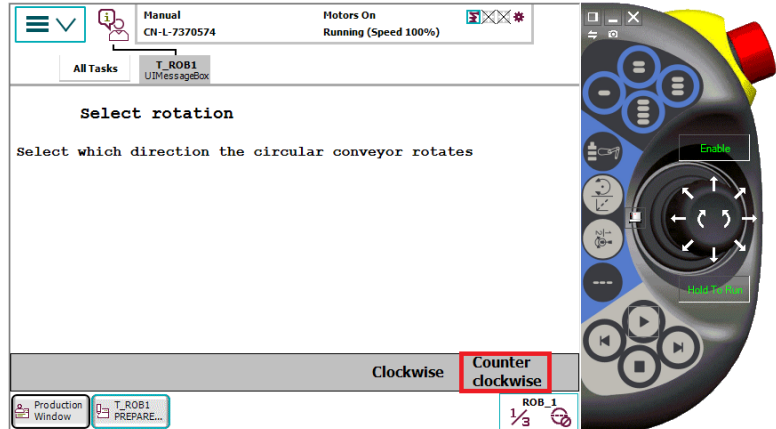 Manual
CN-L-7370574
Motors On
Running (Speed 100%)
All Tasks
T_ROB1
UIMessageBox
Select rotation
Select which direction the circular conveyor rotates
Enable
Hold To Run
Clockwise
Counter
clockwise
Production
Window
T_ROB1
PREPARE...
ROB_1
1/3